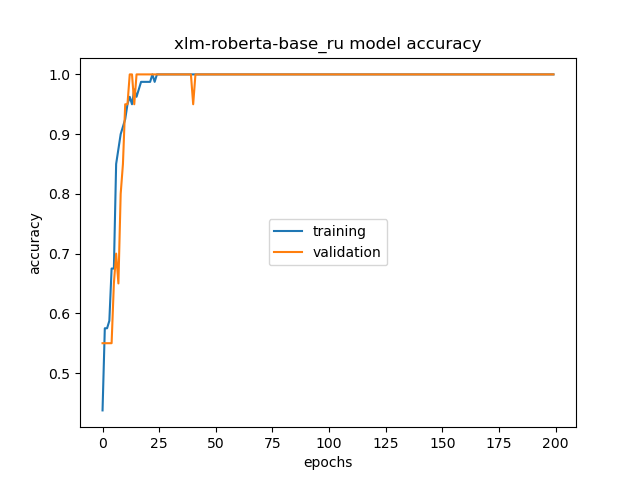 xlm-roberta-base_ru model accuracy
1.0
0.9
0.8
0.7
0.6
0.5
accuracy
training
validation
0 25 50 75 100 125 150 175 200
epochs